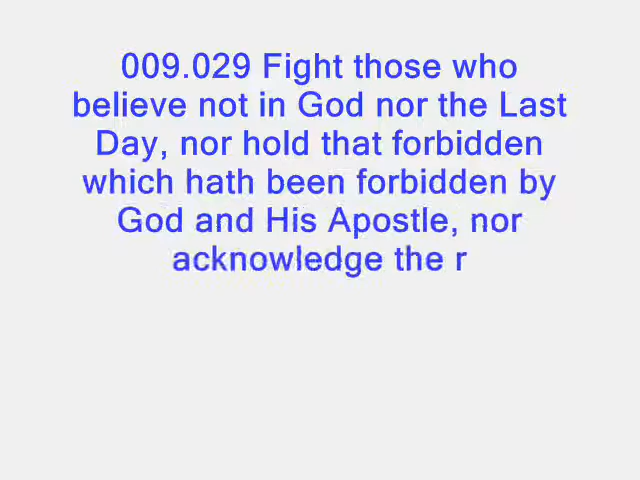 009.029 Fight those who
believe not in God nor the Last
Day, nor hold that forbidden
which hath been forbidden by
God and His Apostle, nor
acknowledge the r